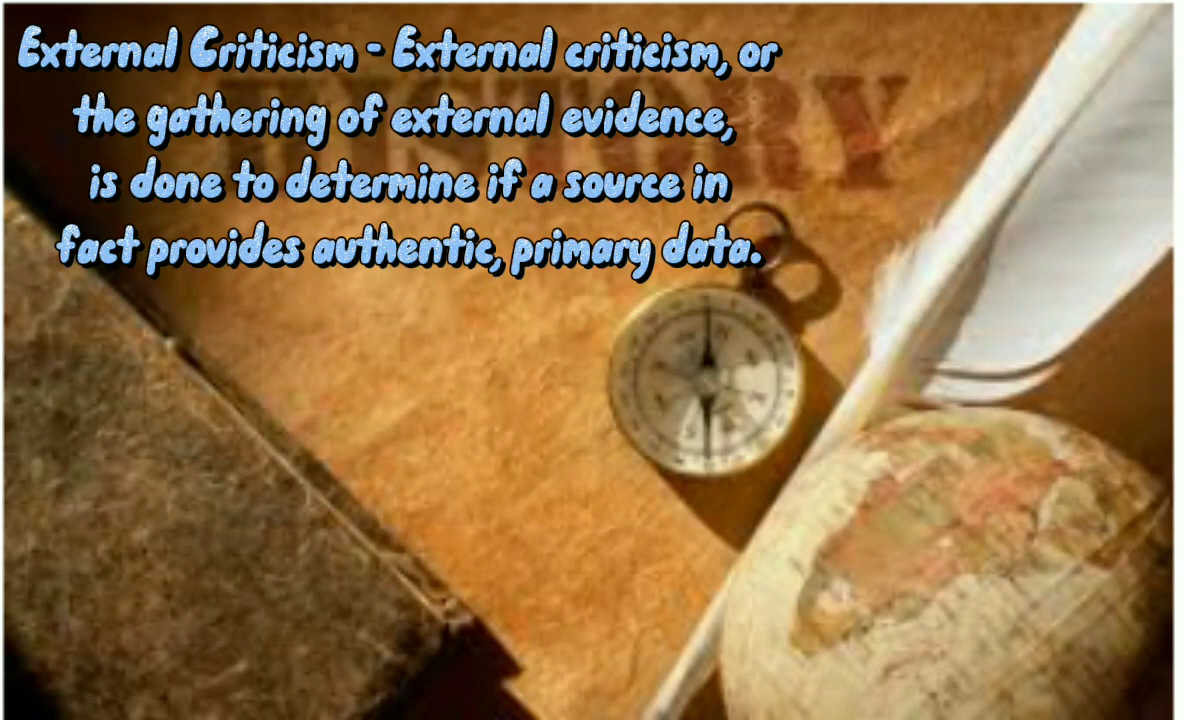 External Criticism - External criticism, or
the gathering of external evidence,
is done to determine if a source in
fact provides authentic, primary data.
HISTORY